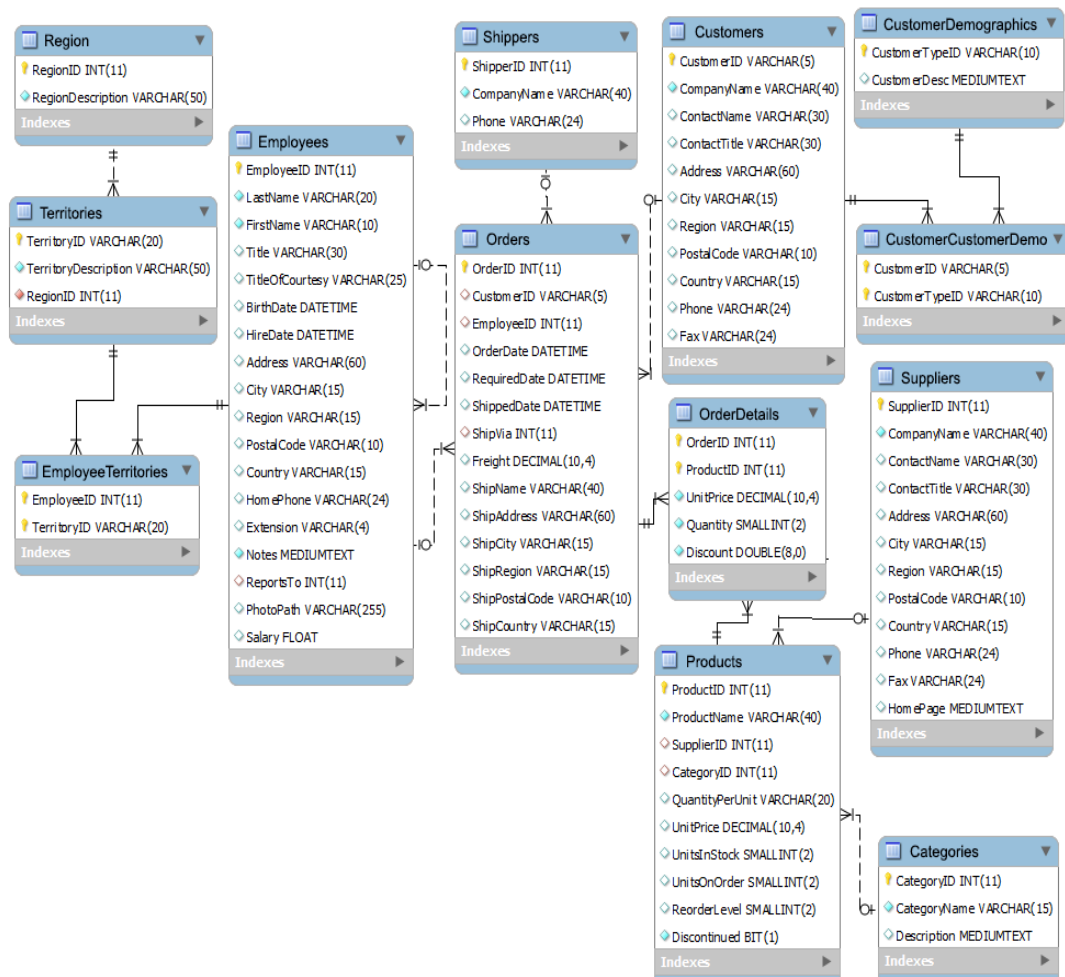 Region
RegionID INT(11)
RegionDescription VARCHAR(50)
Indexes
Territories
TerritoryID VARCHAR(20)
TerritoryDescription VARCHAR(50)
RegionID INT(11)
Indexes
EmployeeTerritories
EmployeeID INT(11)
TerritoryID VARCHAR(20)
Indexes
Employees
EmployeeID INT(11)
LastName VARCHAR(20)
FirstName VARCHAR(10)
Title VARCHAR(30)
TitleOfCourtesy VARCHAR(25)
BirthDate DATETIME
HireDate DATETIME
Address VARCHAR(60)
City VARCHAR(15)
Region VARCHAR(15)
PostalCode VARCHAR(10)
Country VARCHAR(15)
HomePhone VARCHAR(24)
Extension VARCHAR(4)
Notes MEDIUMTEXT
ReportsTo INT(11)
PhotoPath VARCHAR(255)
Salary FLOAT
Indexes
Shippers
ShipperID INT(11)
CompanyName VARCHAR(40)
Phone VARCHAR(24)
Indexes
Orders
OrderID INT(11)
CustomerID VARCHAR(5)
EmployeeID INT(11)
OrderDate DATETIME
RequiredDate DATETIME
ShippedDate DATETIME
ShipVia INT(11)
Freight DECIMAL(10,4)
ShipName VARCHAR(40)
ShipAddress VARCHAR(60)
ShipCity VARCHAR(15)
ShipRegion VARCHAR(15)
ShipPostalCode VARCHAR(10)
ShipCountry VARCHAR(15)
Indexes
Customers
CustomerID VARCHAR(5)
CompanyName VARCHAR(40)
ContactName VARCHAR(30)
ContactTitle VARCHAR(30)
Address VARCHAR(60)
City VARCHAR(15)
Region VARCHAR(15)
PostalCode VARCHAR(10)
Country VARCHAR(15)
Phone VARCHAR(24)
Fax VARCHAR(24)
Indexes
OrderDetails
OrderID INT(11)
ProductID INT(11)
UnitPrice DECIMAL(10,4)
Quantity SMALLINT(2)
Discount DOUBLE(8,0)
Indexes
Products
ProductID INT(11)
ProductName VARCHAR(40)
SupplierID INT(11)
CategoryID INT(11)
QuantityPerUnit VARCHAR(20)
UnitPrice DECIMAL(10,4)
UnitsInStock SMALLINT(2)
UnitsOnOrder SMALLINT(2)
ReorderLevel SMALLINT(2)
Discontinued BIT(1)
Indexes
CustomerDemographics
CustomerTypeID VARCHAR(10)
CustomerDesc MEDIUMTEXT
Indexes
CustomerCustomerDemo
CustomerID VARCHAR(5)
CustomerTypeID VARCHAR(10)
Indexes
Suppliers
SupplierID INT(11)
CompanyName VARCHAR(40)
ContactName VARCHAR(30)
ContactTitle VARCHAR(30)
Address VARCHAR(60)
City VARCHAR(15)
Region VARCHAR(15)
PostalCode VARCHAR(10)
Country VARCHAR(15)
Phone VARCHAR(24)
Fax VARCHAR(24)
HomePage MEDIUMTEXT
Indexes
Categories
CategoryID INT(11)
CategoryName VARCHAR(15)
Description MEDIUMTEXT
Indexes